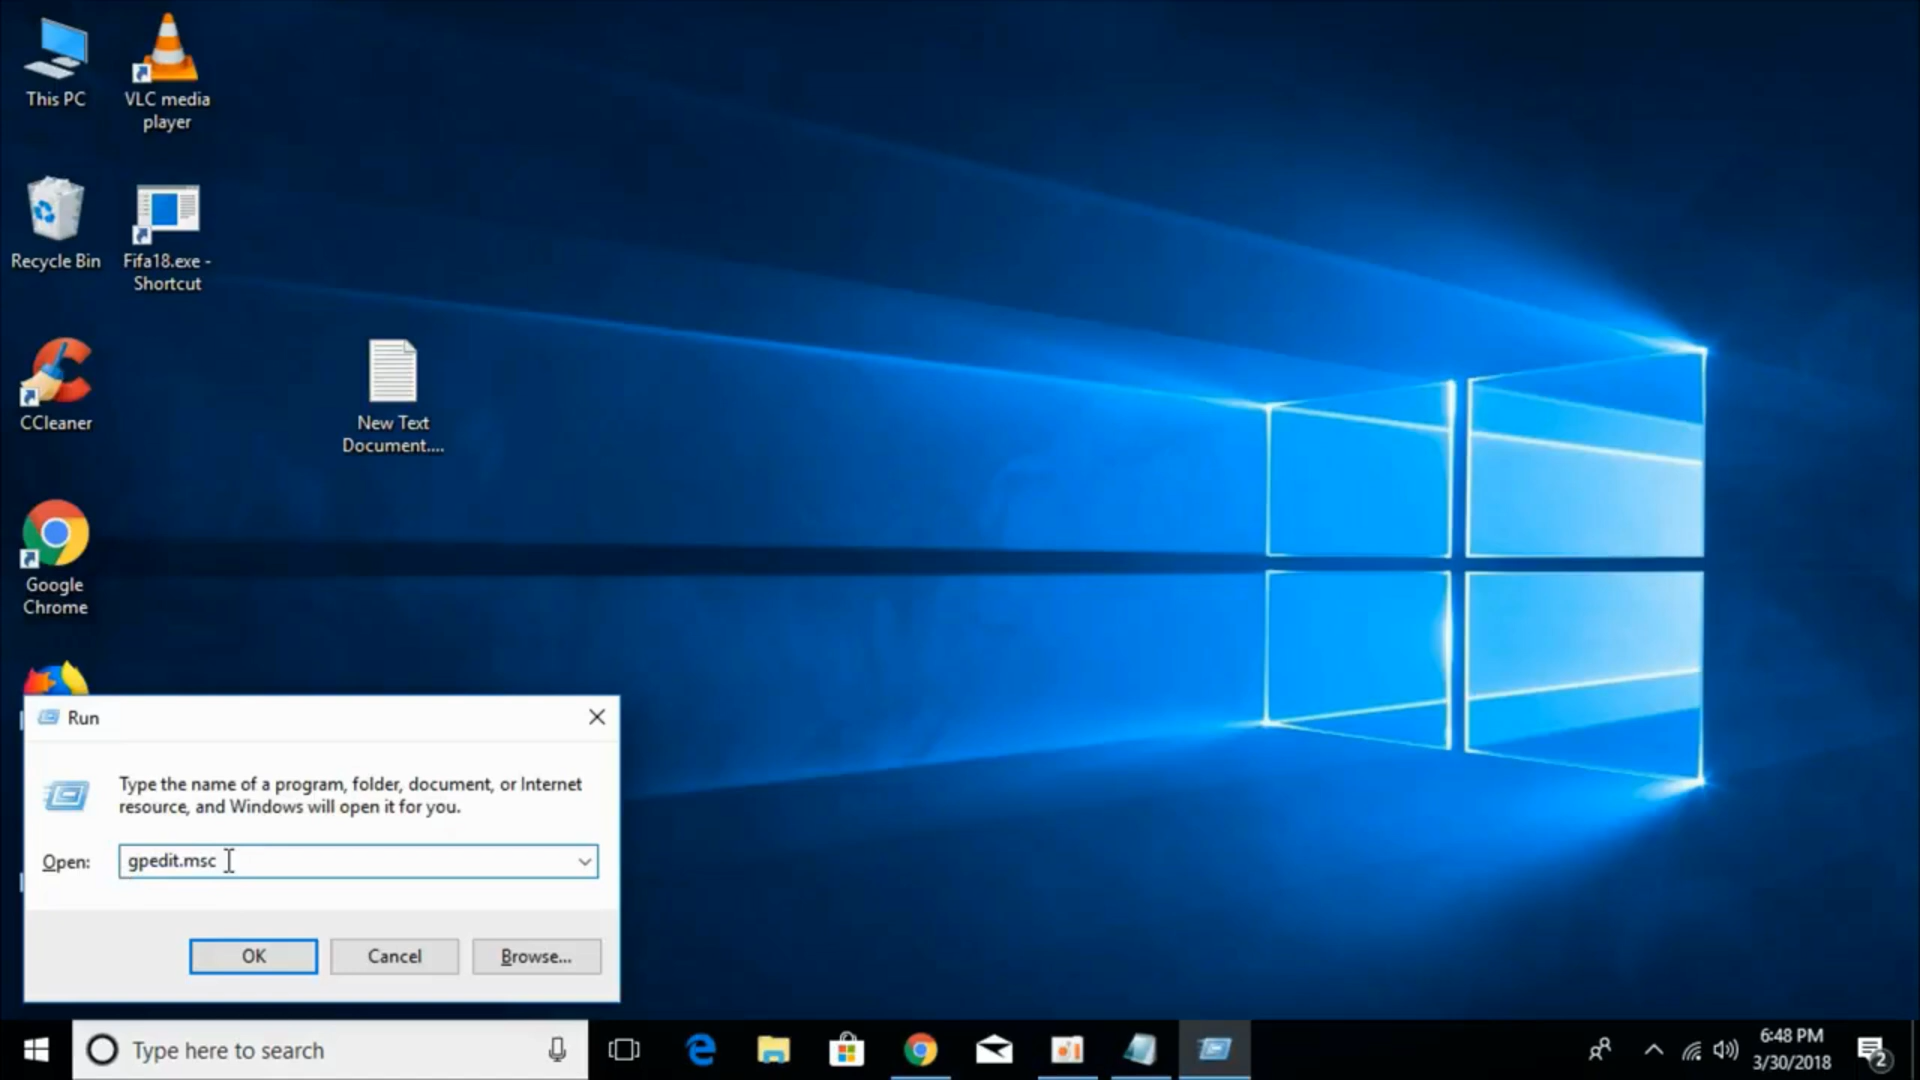 This PC
VLC media
player
Recycle Bin
Fifa18.exe -
Shortcut
CCleaner
New Text
Document....
Google
Chrome
Run
Type the name of a program, folder, document, or Internet
resource, and Windows will open it for you.
Open:
gpedit.msc
OK
Cancel
Browse...
Type here to search
6:48 PM
3/30/2018
2